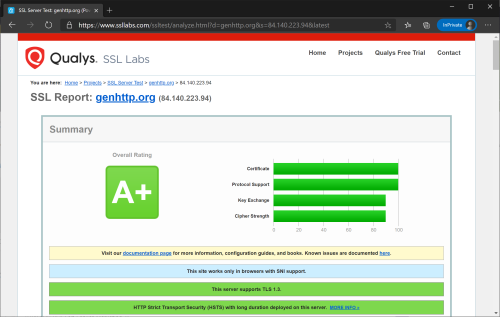 SSL Server Test: genhttp.org (Pow
https://www.ssllabs.com/ssltest/analyze.html?d=genhttp.org&s=84.140.223.94&latest
InPrivate
Qualys. SSL Labs
Home Projects Qualys Free Trial Contact
You are here: Home > Projects > SSL Server Test > genhttp.org > 84.140.223.94
SSL Report: genhttp.org (84.140.223.94)
Summary
Overall Rating
A+
Certificate
Protocol Support
Key Exchange
Cipher Strength
0 20 40 60 80 100
Visit our documentation page for more information, configuration guides, and books. Known issues are documented here.
This site works only in browsers with SNI support.
This server supports TLS 1.3.
HTTP Strict Transport Security (HSTS) with long duration deployed on this server. MORE INFO »